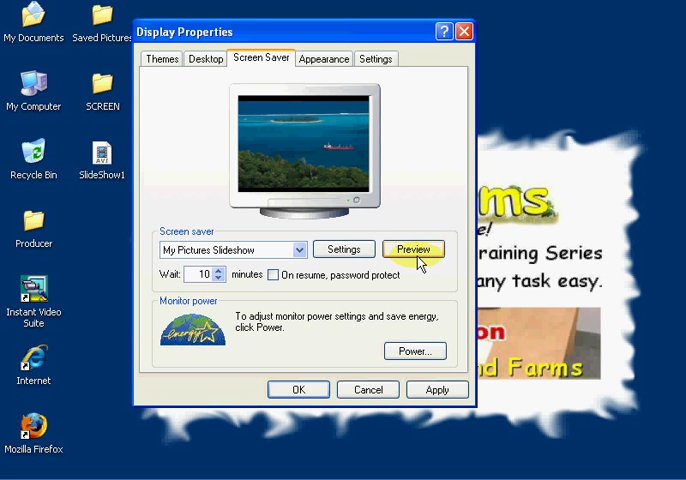 My Documents
Saved Pictures
My Computer
SCREEN
Recycle Bin
SlideShow1
AVI
Producer
Instant Video
Suite
Internet
Mozilla Firefox
Display Properties
Themes
Desktop
Screen Saver
Appearance
Settings
Screen saver
My Pictures Slideshow
Settings
Preview
Wait:
10
minutes
On resume, password protect
Monitor power
energy
To adjust monitor power settings and save energy,
click Power.
Power...
OK
Cancel
Apply
ms
e!
raining Series
any task easy.
on
nd Farms